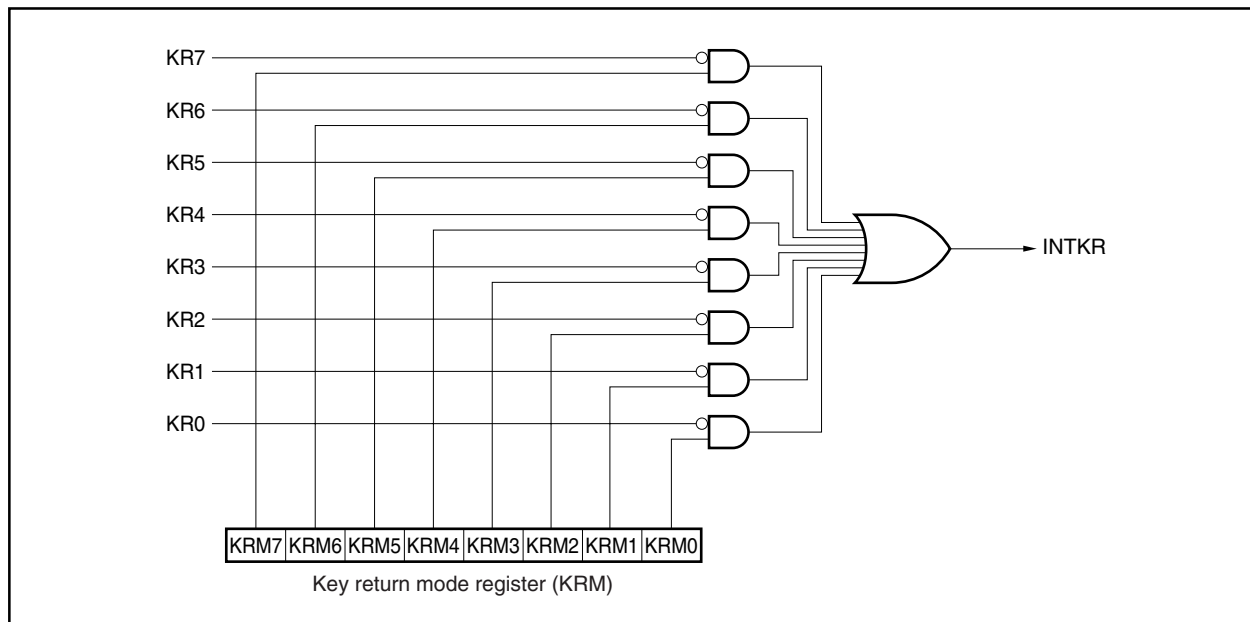 KR7
KR6
KR5
KR4
KR3
KR2
KR1
KR0
INTKR
KRM7 KRM6 KRM5 KRM4 KRM3 KRM2 KRM1 KRM0
Key return mode register (KRM)